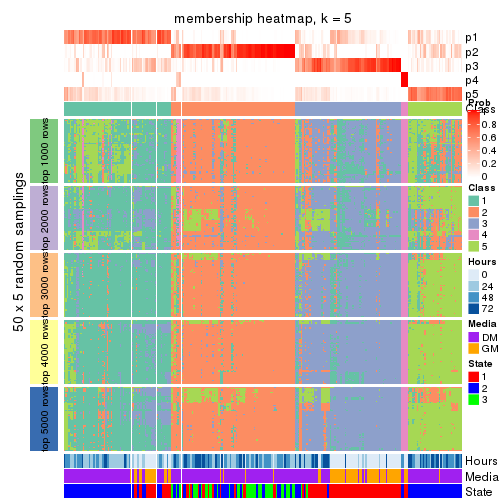 membership heatmap, k = 5
p1
p2
p3
p4
p5
Class
Prob
1
0.8
0.6
0.4
0.2
0
Class
1
2
3
4
5
Hours
0
24
48
72
Media
DM
GM
State
1
2
3
50 x 5 random samplings
top 1000 rows
top 2000 rows
top 3000 rows
top 4000 rows
top 5000 rows
Hours
Media
State